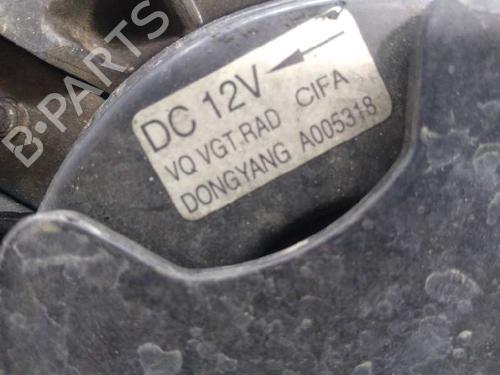 DC 12V
VQ VGT.RAD CIFA
DONGYANG A005318
B-PARTS